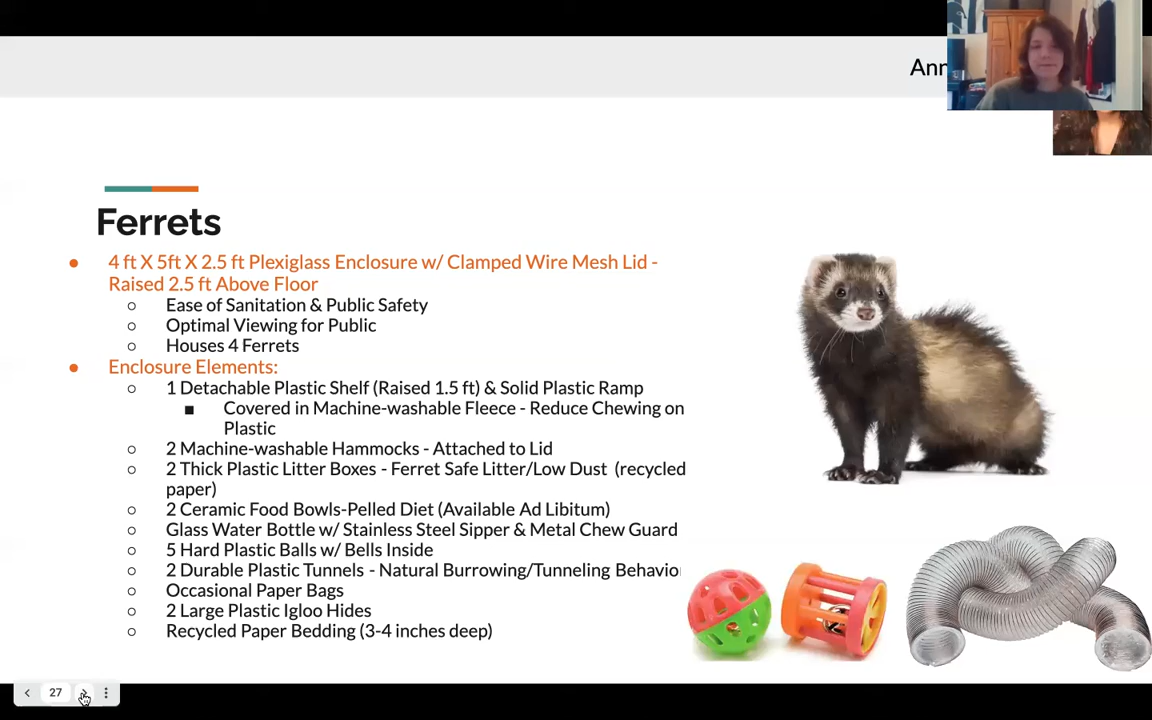 Ann
Ferrets
● 4 ft X 5ft X 2.5 ft Plexiglass Enclosure w/ Clamped Wire Mesh Lid -
Raised 2.5 ft Above Floor
○ Ease of Sanitation & Public Safety
○ Optimal Viewing for Public
○ Houses 4 Ferrets
● Enclosure Elements:
○ 1 Detachable Plastic Shelf (Raised 1.5 ft) & Solid Plastic Ramp
■ Covered in Machine-washable Fleece - Reduce Chewing on
Plastic
○ 2 Machine-washable Hammocks - Attached to Lid
○ 2 Thick Plastic Litter Boxes - Ferret Safe Litter/Low Dust (recycled
paper)
○ 2 Ceramic Food Bowls-Pelled Diet (Available Ad Libitum)
○ Glass Water Bottle w/ Stainless Steel Sipper & Metal Chew Guard
○ 5 Hard Plastic Balls w/ Bells Inside
○ 2 Durable Plastic Tunnels - Natural Burrowing/Tunneling Behavio
○ Occasional Paper Bags
○ 2 Large Plastic Igloo Hides
○ Recycled Paper Bedding (3-4 inches deep)
27